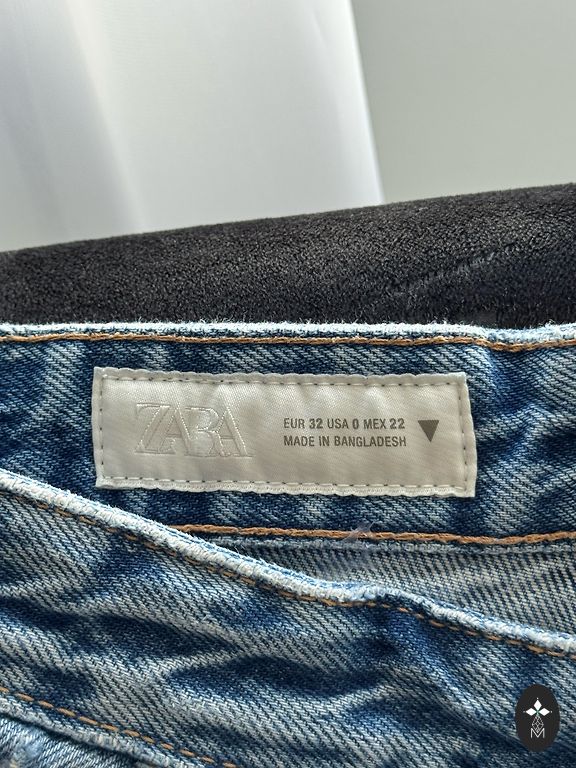 ZARA
EUR 32 USA 0 MEX 22
MADE IN BANGLADESH
M